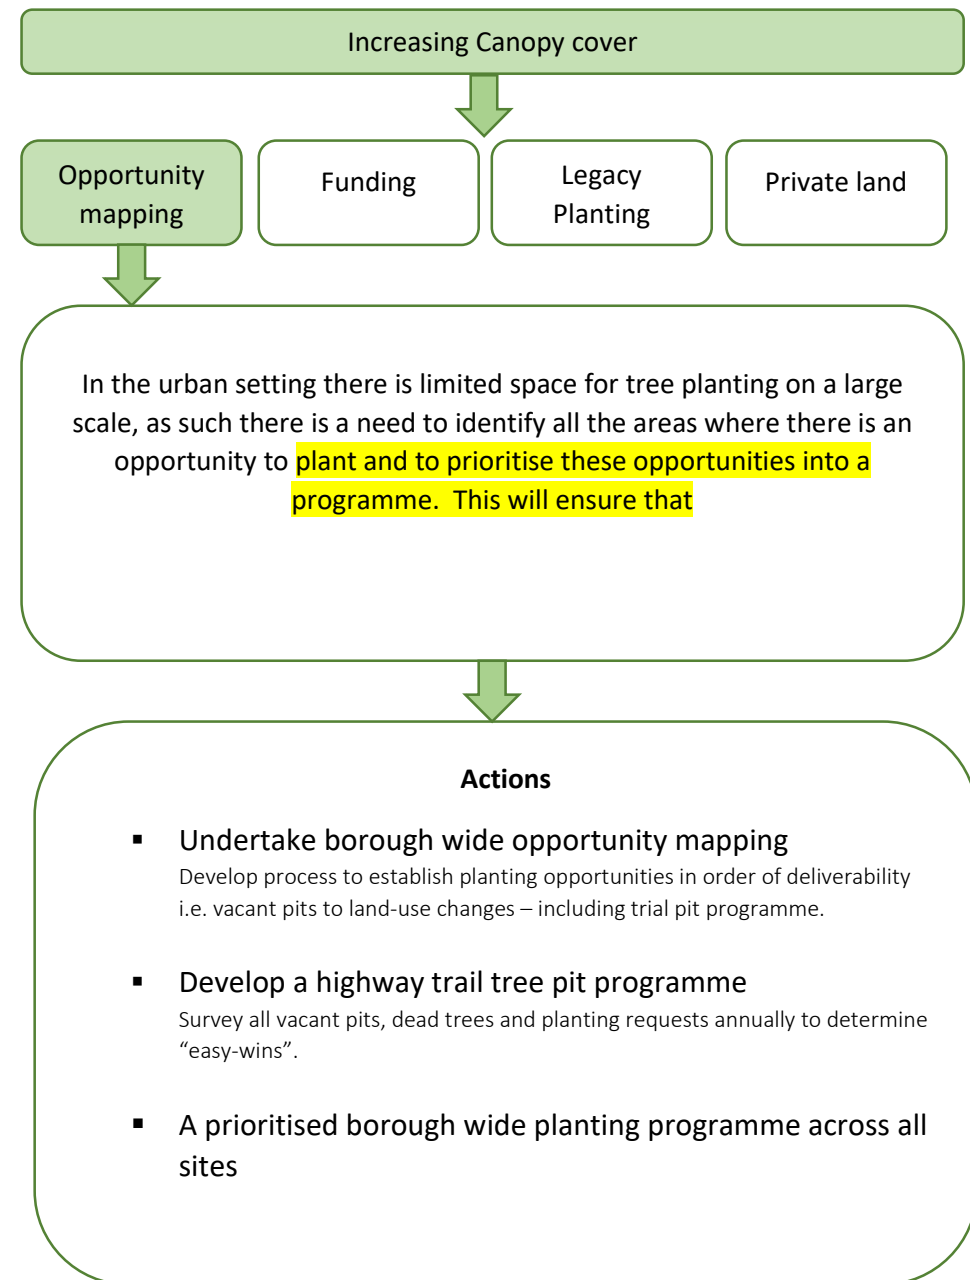 Increasing Canopy cover
Opportunity
mapping
Funding
Legacy
Planting
Private land
In the urban setting there is limited space for tree planting on a large
scale, as such there is a need to identify all the areas where there is an
opportunity to plant and to prioritise these opportunities into a
programme.  This will ensure that
Actions
▪ Undertake borough wide opportunity mapping
Develop process to establish planting opportunities in order of deliverability
i.e. vacant pits to land-use changes – including trial pit programme.
▪ Develop a highway trail tree pit programme
Survey all vacant pits, dead trees and planting requests annually to determine
“easy-wins”.
▪ A prioritised borough wide planting programme across all
sites